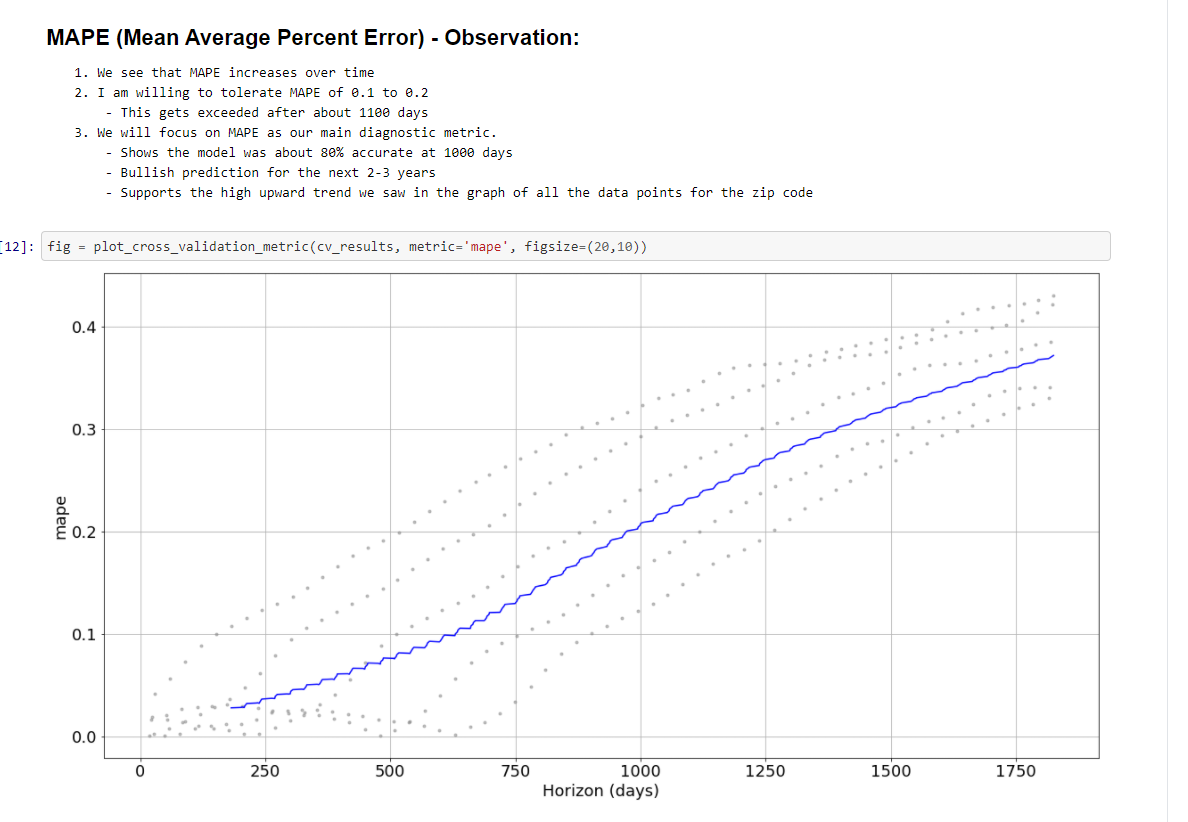 MAPE (Mean Average Percent Error) - Observation:
1. We see that MAPE increases over time
2. I am willing to tolerate MAPE of 0.1 to 0.2
- This gets exceeded after about 1100 days
3. We will focus on MAPE as our main diagnostic metric.
- Shows the model was about 80% accurate at 1000 days
- Bullish prediction for the next 2-3 years
- Supports the high upward trend we saw in the graph of all the data points for the zip code
[12]: fig = plot_cross_validation_metric(cv_results, metric='mape', figsize=(20,10))
0.4
0.3
mape
0.2
0.1
0.0
0 250 500 750 1000 1250 1500 1750
Horizon (days)